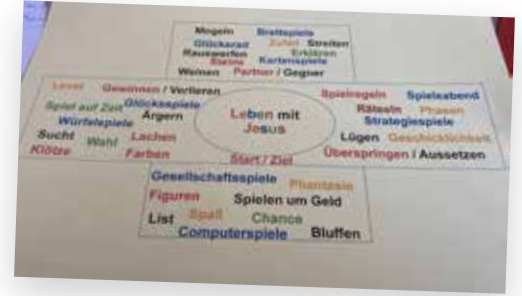 Mogeln Brettspiele
Glücksrad Zufall Streiten
Rauswerfen Erklären
Steine Kartenspiele
Weinen Partner / Gegner
Leser Gewinnen / Verlieren
Spiel auf Zeit Glücksspiele
Würfelspiele Ärgern
Sucht Wahl Lachen
Klötze Farben
Leben mit
Jesus
Start / Ziel
Spielregeln Spieleabend
Rätseln Phasen
Strategiespiele
Lügen Geschicklichkeit
Überspringen / Aussetzen
Gesellschaftsspiele Phantasie
Figuren Spielen um Geld
List Spaß Chance
Computerspiele Bluffen